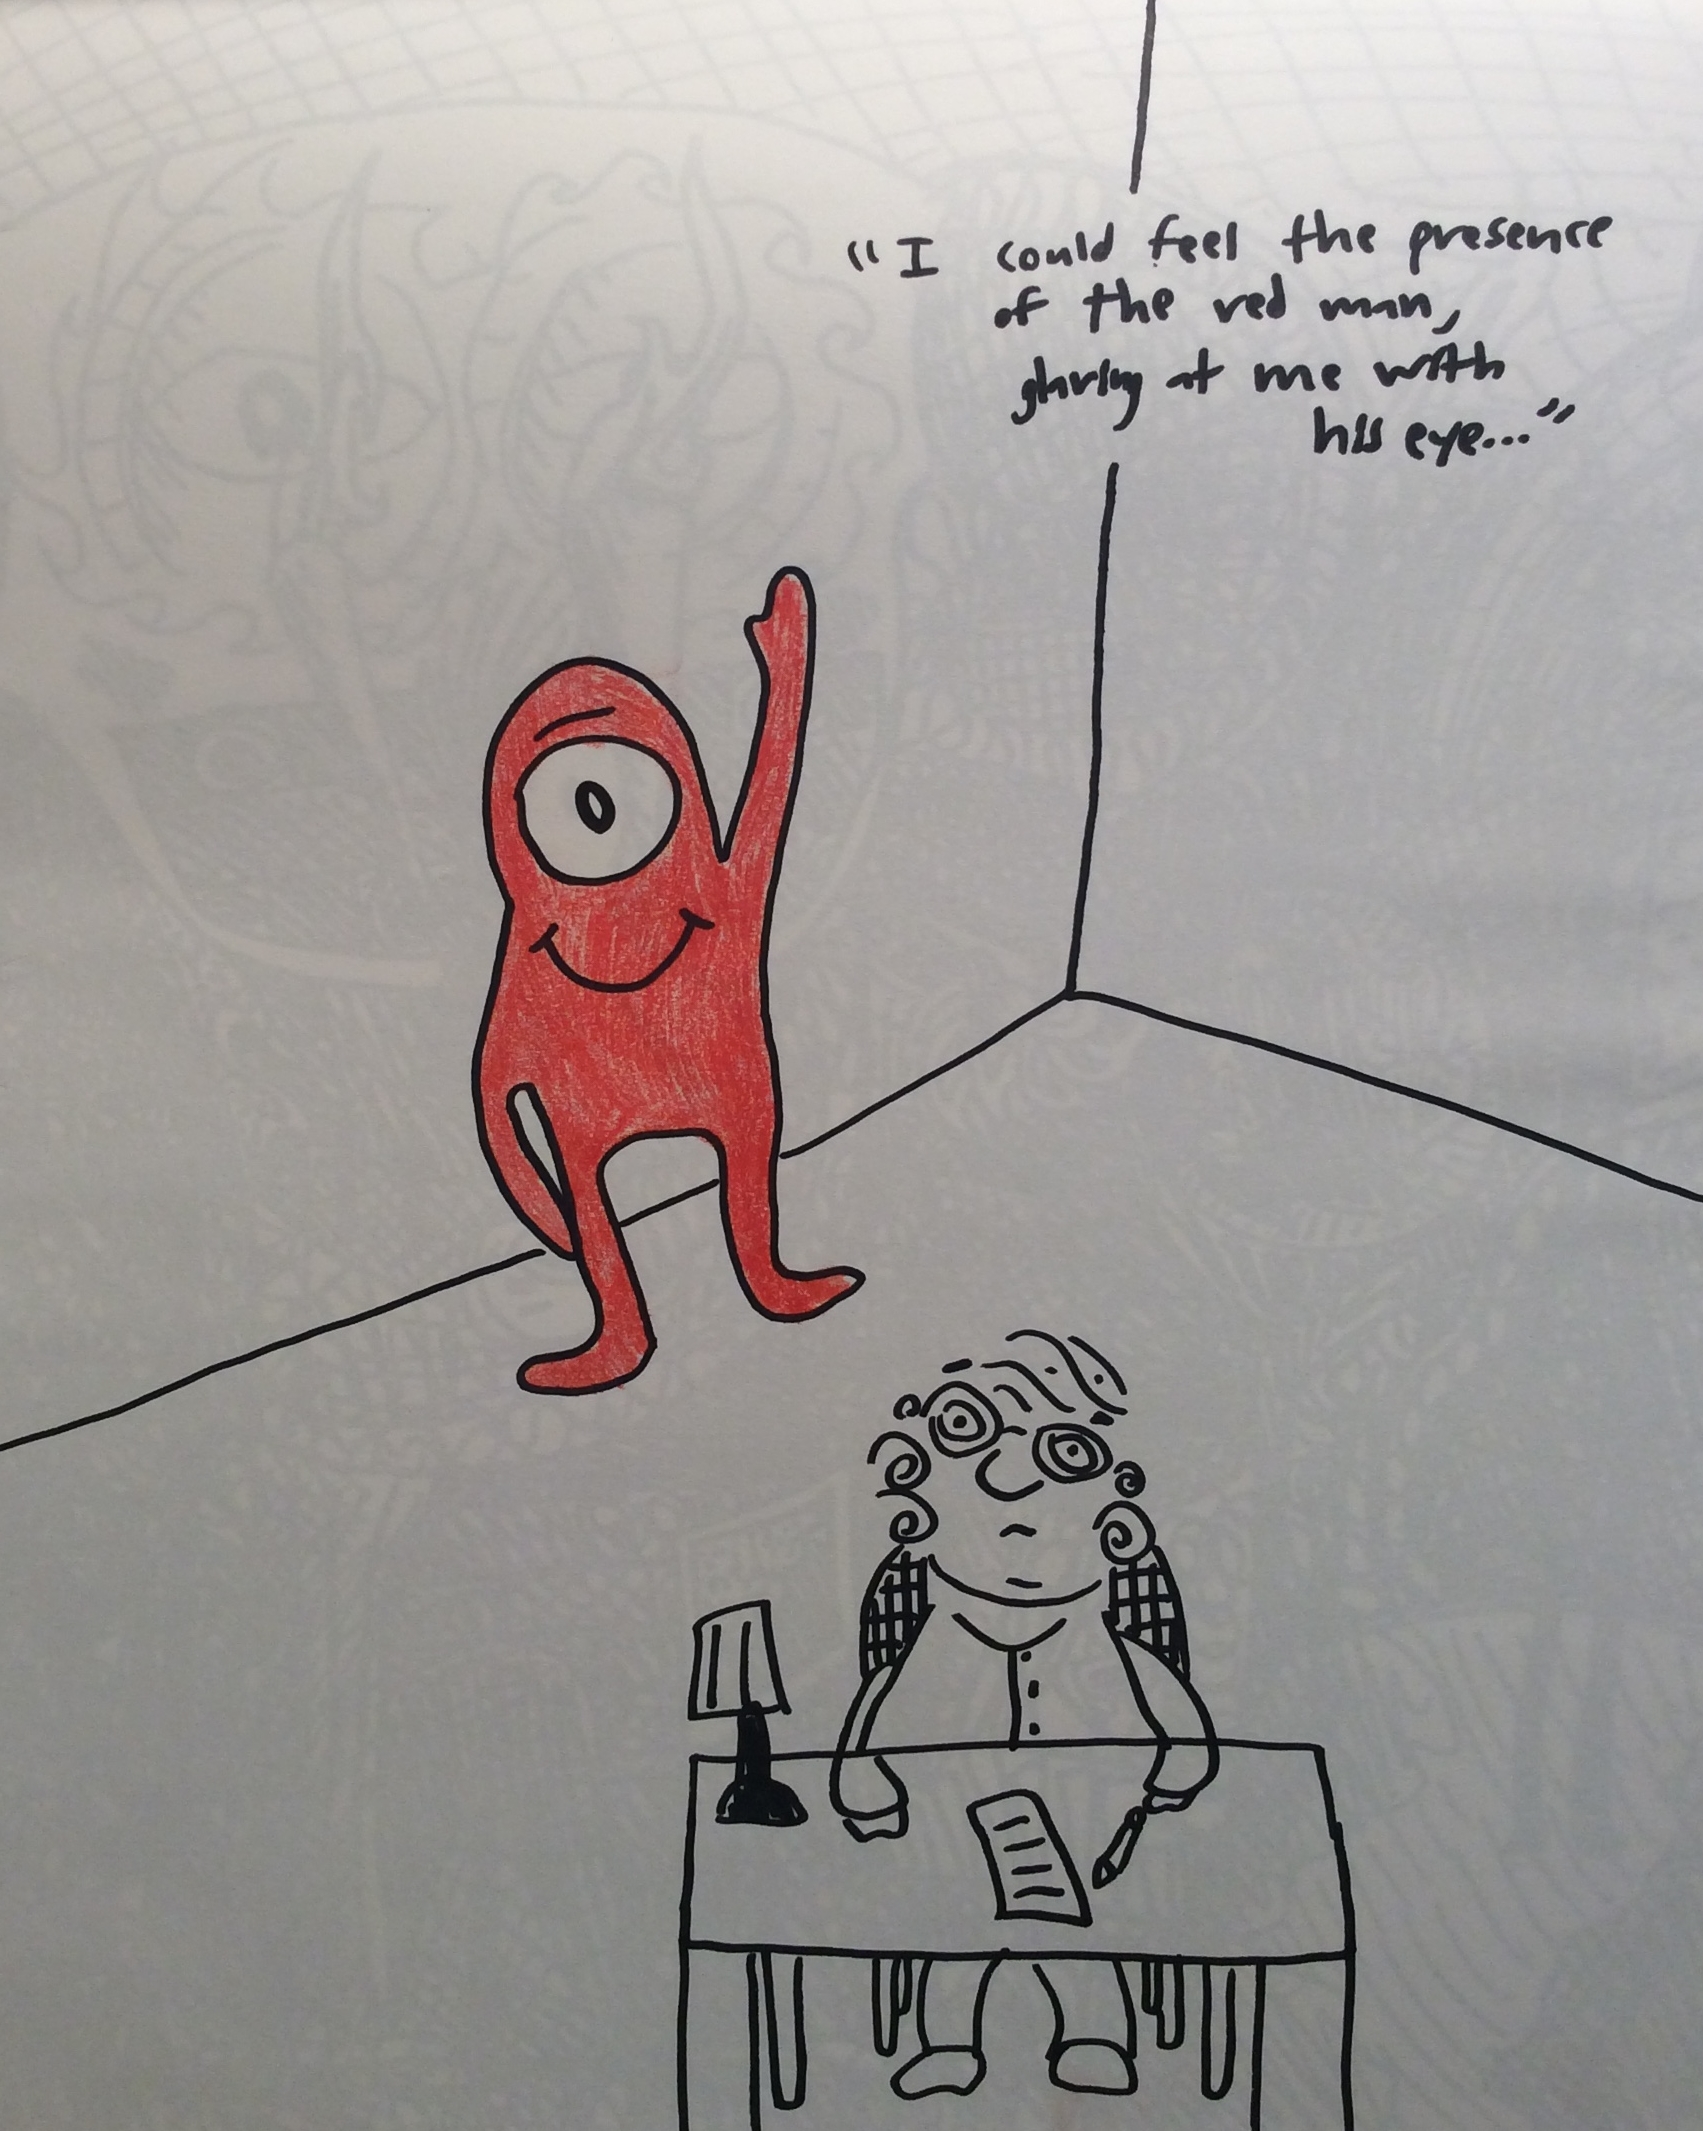 "I could feel the presence
of the red man,
glaring at me with
his eye..."